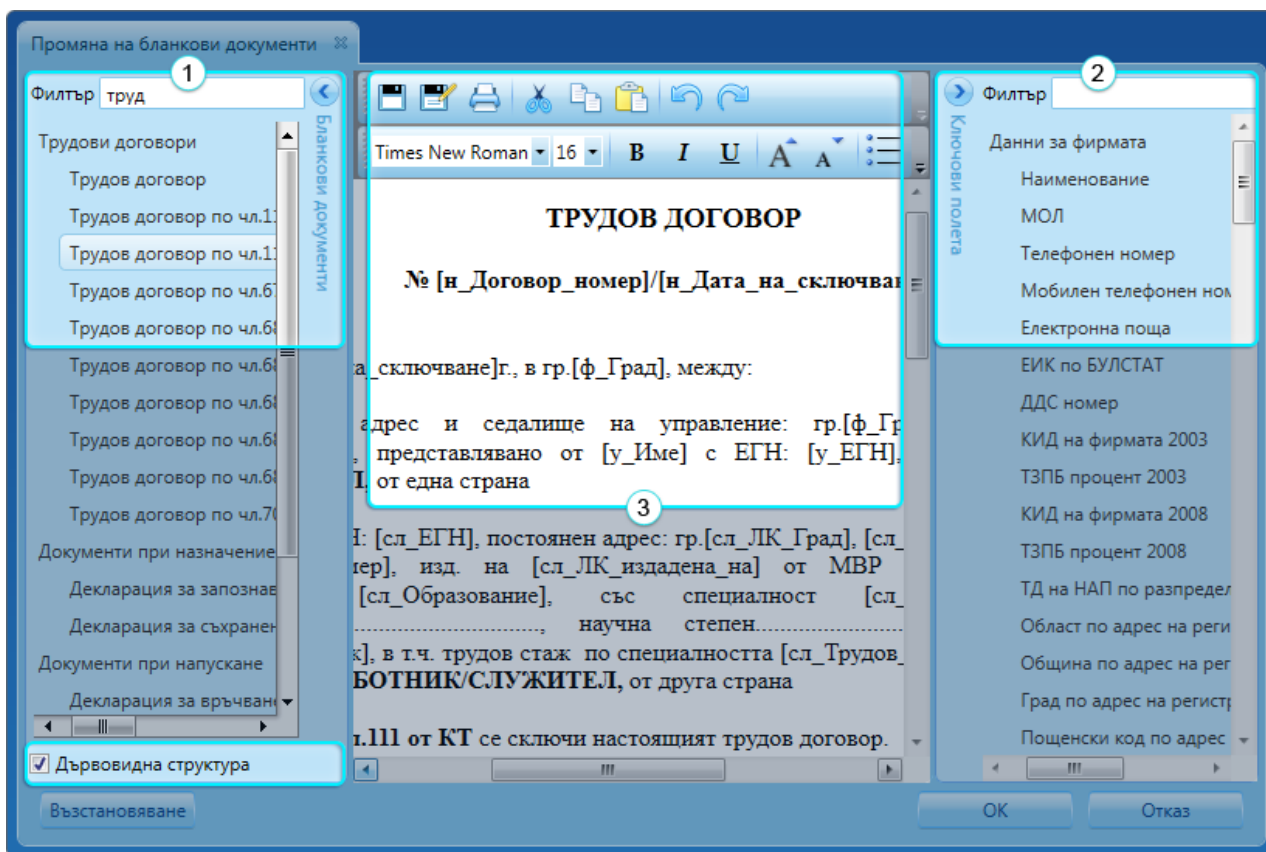 Промяна на бланкови документи
1
Филтър труд
Бланкови документи
Трудови договори
Трудов договор
Трудов договор по чл.11
Трудов договор по чл.11
Трудов договор по чл.67
Трудов договор по чл.68
Трудов договор по чл.68
Трудов договор по чл.68
Трудов договор по чл.68
Трудов договор по чл.68
Трудов договор по чл.70
Документи при назначение
Декларация за запознав
Декларация за съхранен
Документи при напускане
Декларация за връчван
Дървовидна структура
Възстановяване
Times New Roman 16 B I U A A
ТРУДОВ ДОГОВОР
№ [н_Договор_номер]/[н_Дата_на_сключван
а_сключване]г., в гр.[ф_Град], между:
адрес и седалище на управление: гр.[ф_Гр
, представлявано от [у_Име] с ЕГН: [у_ЕГН],
Л, от една страна
3
Н: [сл_ЕГН], постоянен адрес: гр.[сл_ЛК_Град], [сл_
мер], изд. на [сл_ЛК_издадена_на] от МВР
[сл_Образование], със специалност [сл_
............................., научна степен.......................
ж], в т.ч. трудов стаж по специалността [сл_Трудов_
БОТНИК/СЛУЖИТЕЛ, от друга страна
л.111 от КТ се сключи настоящият трудов договор.
2
Филтър
Ключови полета
Данни за фирмата
Наименование
МОЛ
Телефонен номер
Мобилен телефонен ном
Електронна поща
ЕИК по БУЛСТАТ
ДДС номер
КИД на фирмата 2003
ТЗПБ процент 2003
КИД на фирмата 2008
ТЗПБ процент 2008
ТД на НАП по разпредел
Област по адрес на реги
Община по адрес на рег
Град по адрес на регистр
Пощенски код по адрес
OK
Отказ